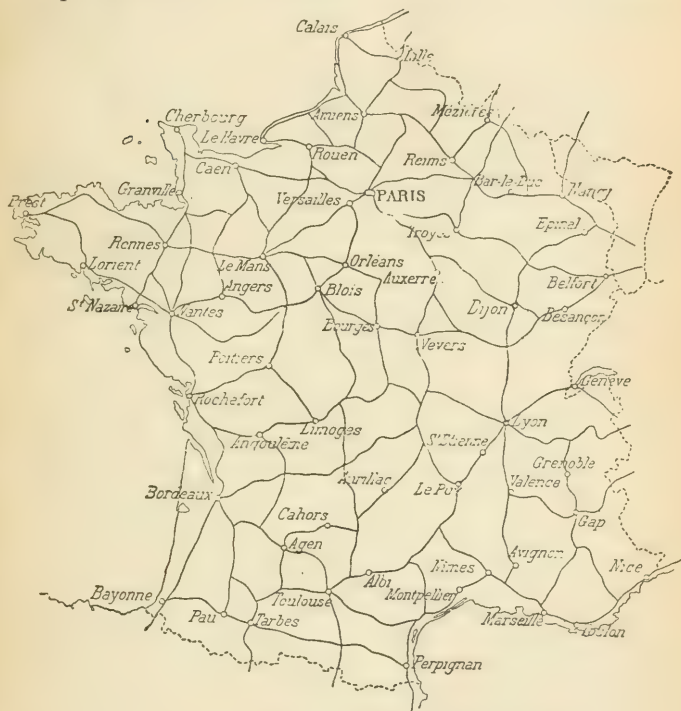 Calais
Lille
Cherbourg
Amiens
Mézières
Le Havre
Rouen
Reims
Caen
Bar-le-Duc
Granville
Nancy
Versailles
PARIS
Brest
Troyes
Epinal
Rennes
Lorient
Le Mans
Orléans
Auxerre
Belfort
Angers
Blois
St Nazaire
Nantes
Dijon
Besançon
Bourges
Nevers
Poitiers
Genève
Rochefort
Limoges
Lyon
Angoulême
St Etienne
Grenoble
Aurillac
Le Puy
Valence
Bordeaux
Cahors
Gap
Agen
Avignon
Nice
Albi
Nîmes
Bayonne
Toulouse
Montpellier
Pau
Tarbes
Marseille
Toulon
Perpignan